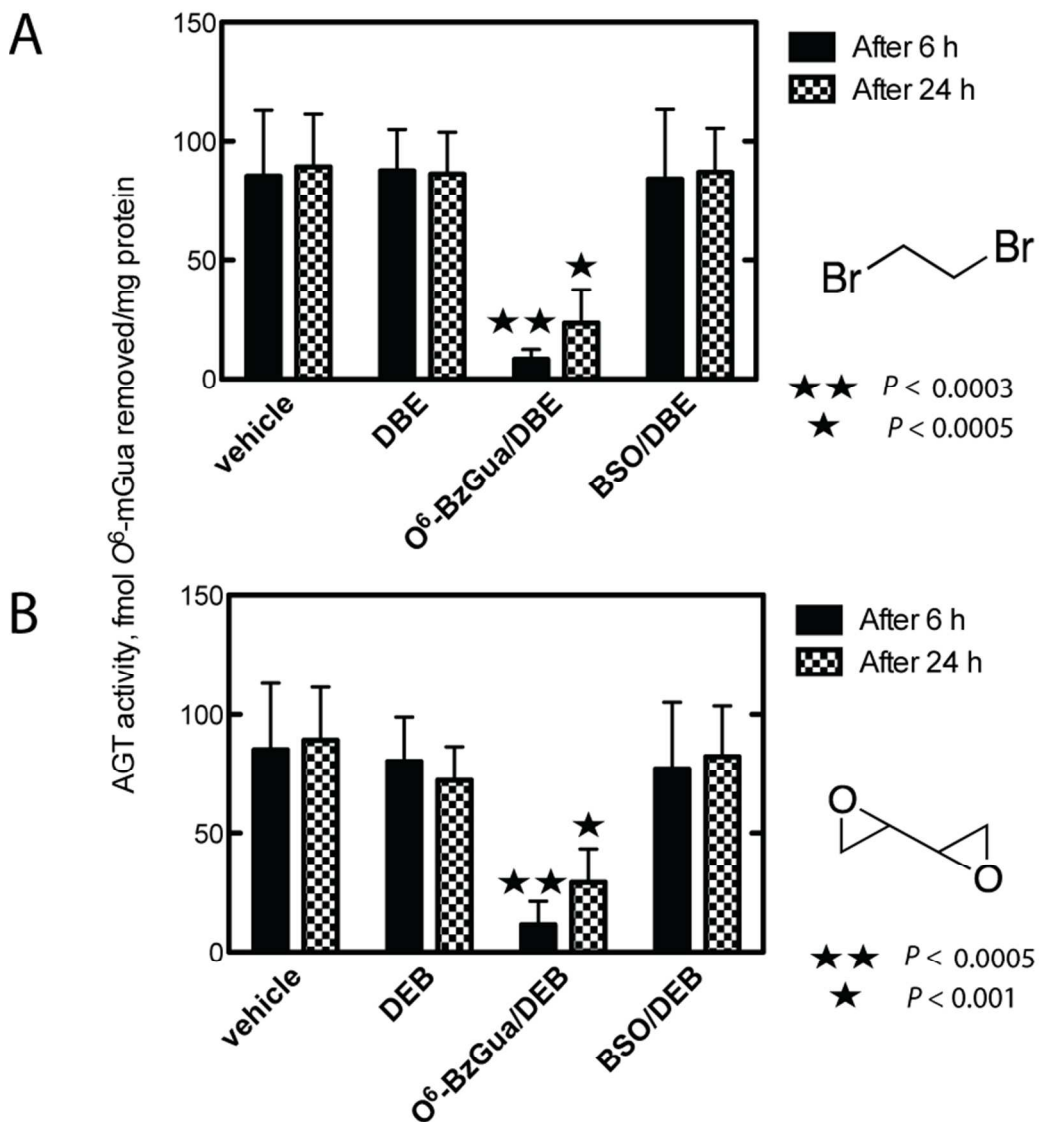 A
150
100
50
0
After 6 h
After 24 h
vehicle
DBE
O⁶-BzGua/DBE
BSO/DBE
Br
Br
★★ P < 0.0003
★ P < 0.0005
AGT activity, fmol O⁶-mGua removed/mg protein
B
150
100
50
0
After 6 h
After 24 h
vehicle
DEB
O⁶-BzGua/DEB
BSO/DEB
O
O
★★ P < 0.0005
★ P < 0.001